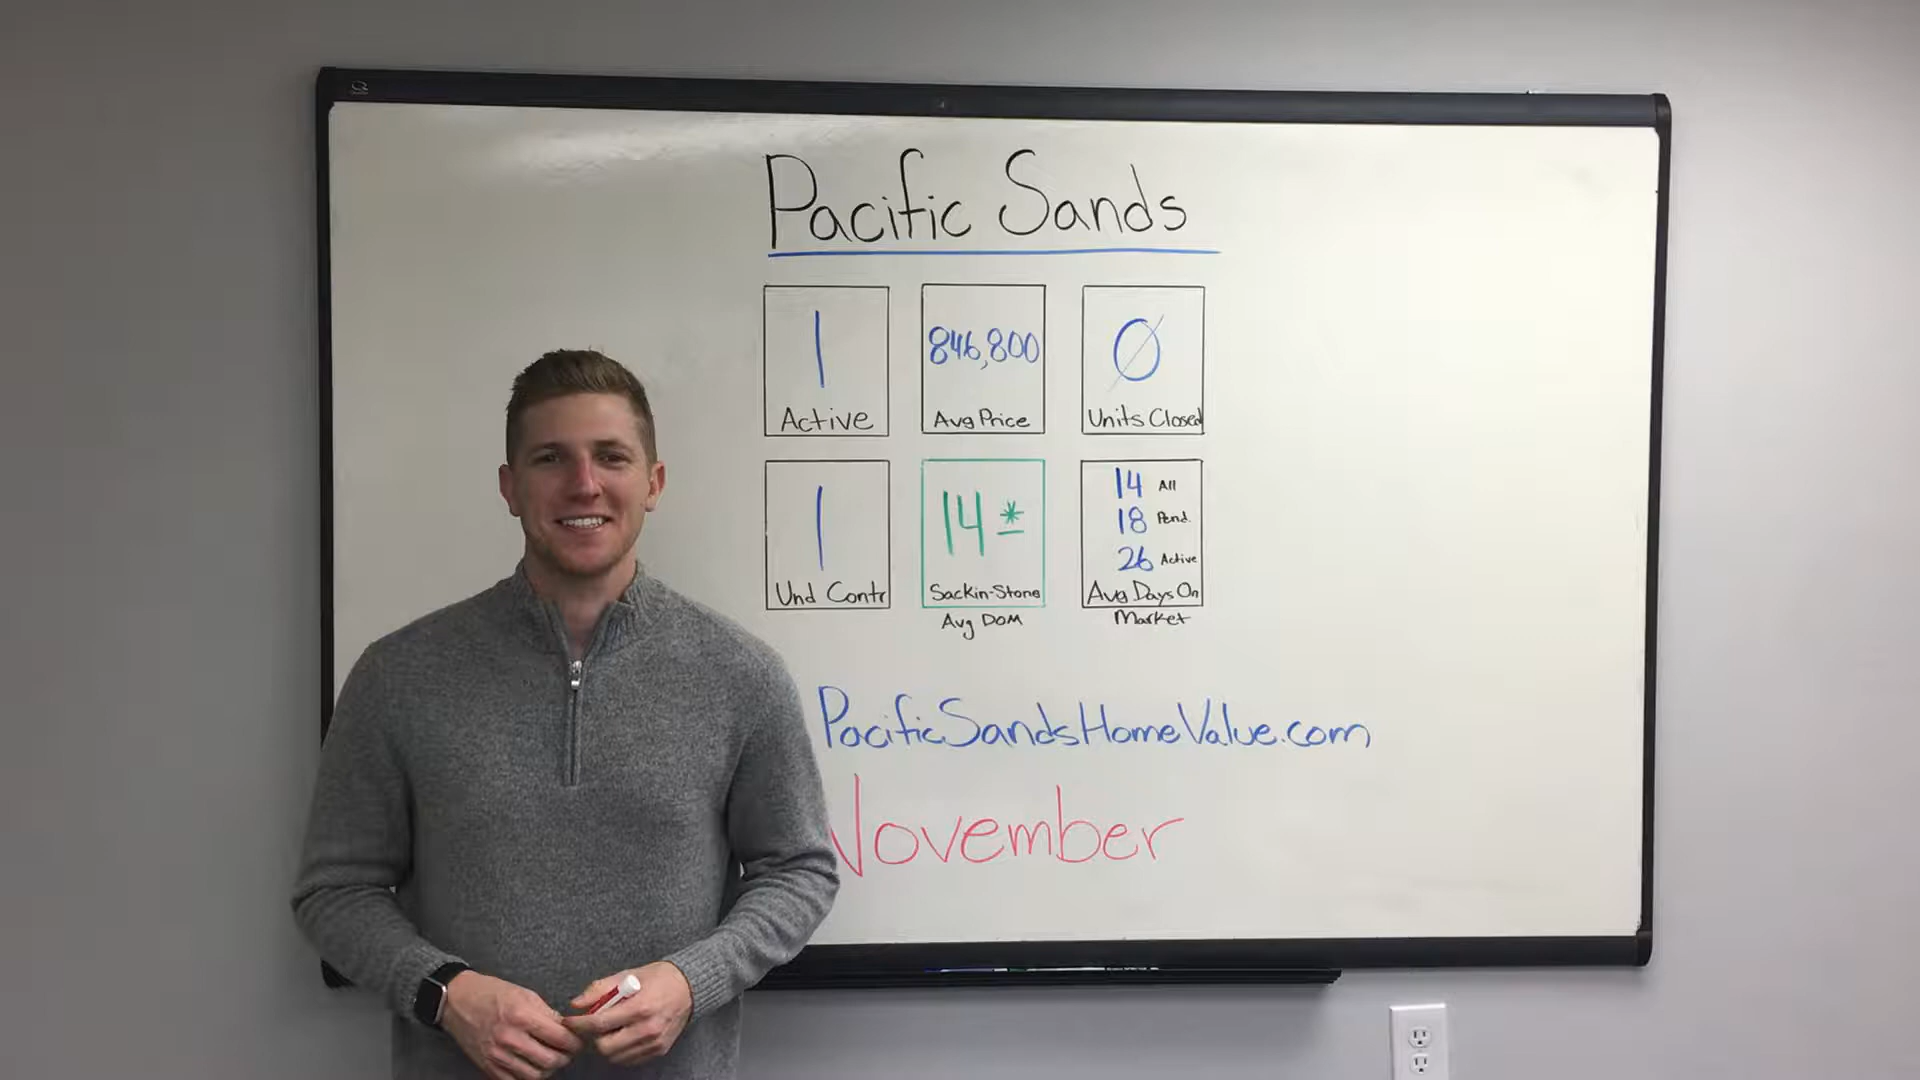 Pacific Sands
1
Active
846,800
Avg Price
0
Units Closed
1
Und Contr
14 *
Sackin-Stone
Avg DOM
14 All
18 Pend.
26 Active
Avg Days On
Market
PacificSandsHomeValue.com
November